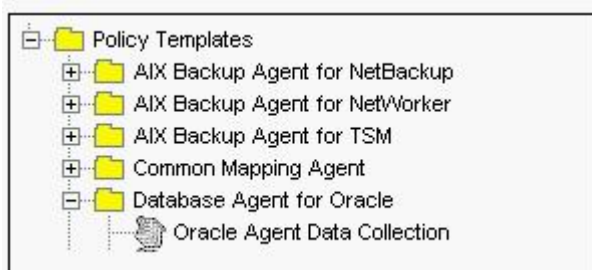 Policy Templates
AIX Backup Agent for NetBackup
AIX Backup Agent for NetWorker
AIX Backup Agent for TSM
Common Mapping Agent
Database Agent for Oracle
Oracle Agent Data Collection